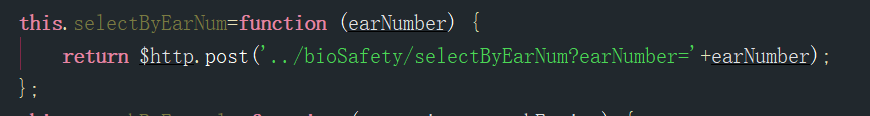 this.selectByEarNum=function (earNumber) {
    return $http.post('../bioSafety/selectByEarNum?earNumber='+earNumber);
};